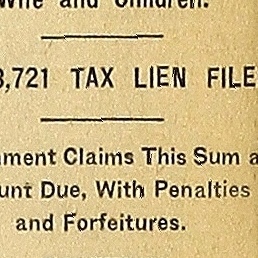 Wife and Children.
3,721 TAX LIEN FILE
ment Claims This Sum a
unt Due, With Penalties
and Forfeitures.